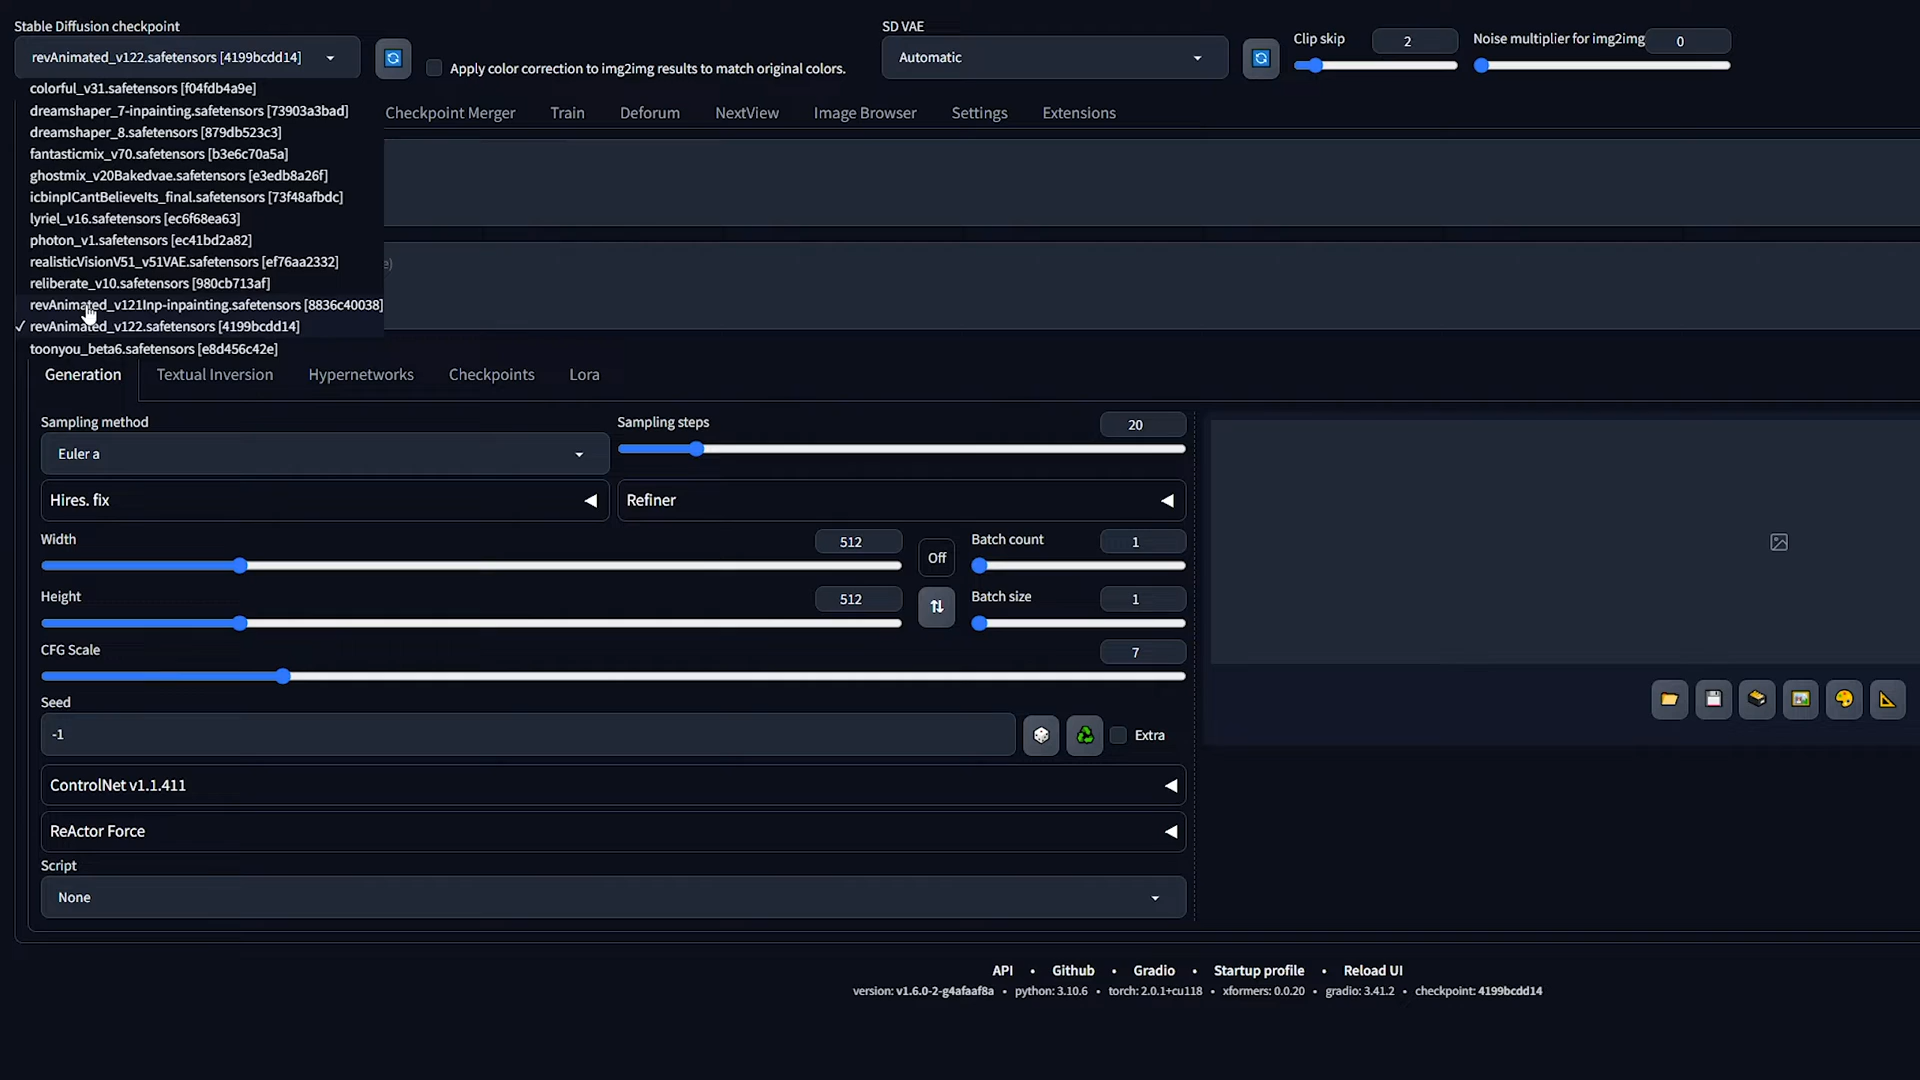 Stable Diffusion checkpoint
SD VAE
Clip skip
2
Noise multiplier for img2img
0
revAnimated_v122.safetensors [4199bcdd14]
Apply color correction to img2img results to match original colors.
Automatic
colorful_v31.safetensors [f04fdb4a9e]
dreamshaper_7-inpainting.safetensors [73903a3bad]
dreamshaper_8.safetensors [879db523c3]
fantasticmix_v70.safetensors [b3e6c70a5a]
ghostmix_v20Bakedvae.safetensors [e3edb8a26f]
icbinpICantBelieveIts_final.safetensors [73f48afbdc]
lyriel_v16.safetensors [ec6f68ea63]
photon_v1.safetensors [ec41bd2a82]
realisticVisionV51_v51VAE.safetensors [ef76aa2332]
reliberate_v10.safetensors [980cb713af]
revAnimated_v121Inp-inpainting.safetensors [8836c40038]
✓ revAnimated_v122.safetensors [4199bcdd14]
toonyou_beta6.safetensors [e8d456c42e]
Checkpoint Merger Train Deforum NextView Image Browser Settings Extensions
e)
Generation Textual Inversion Hypernetworks Checkpoints Lora
Sampling method
Euler a
Sampling steps
20
Hires. fix
Refiner
Width
512
Off
Batch count
1
Height
512
Batch size
1
CFG Scale
7
Seed
-1
Extra
ControlNet v1.1.411
ReActor Force
Script
None
API • Github • Gradio • Startup profile • Reload UI
version: v1.6.0-2-g4afaaf8a • python: 3.10.6 • torch: 2.0.1+cu118 • xformers: 0.0.20 • gradio: 3.41.2 • checkpoint: 4199bcdd14